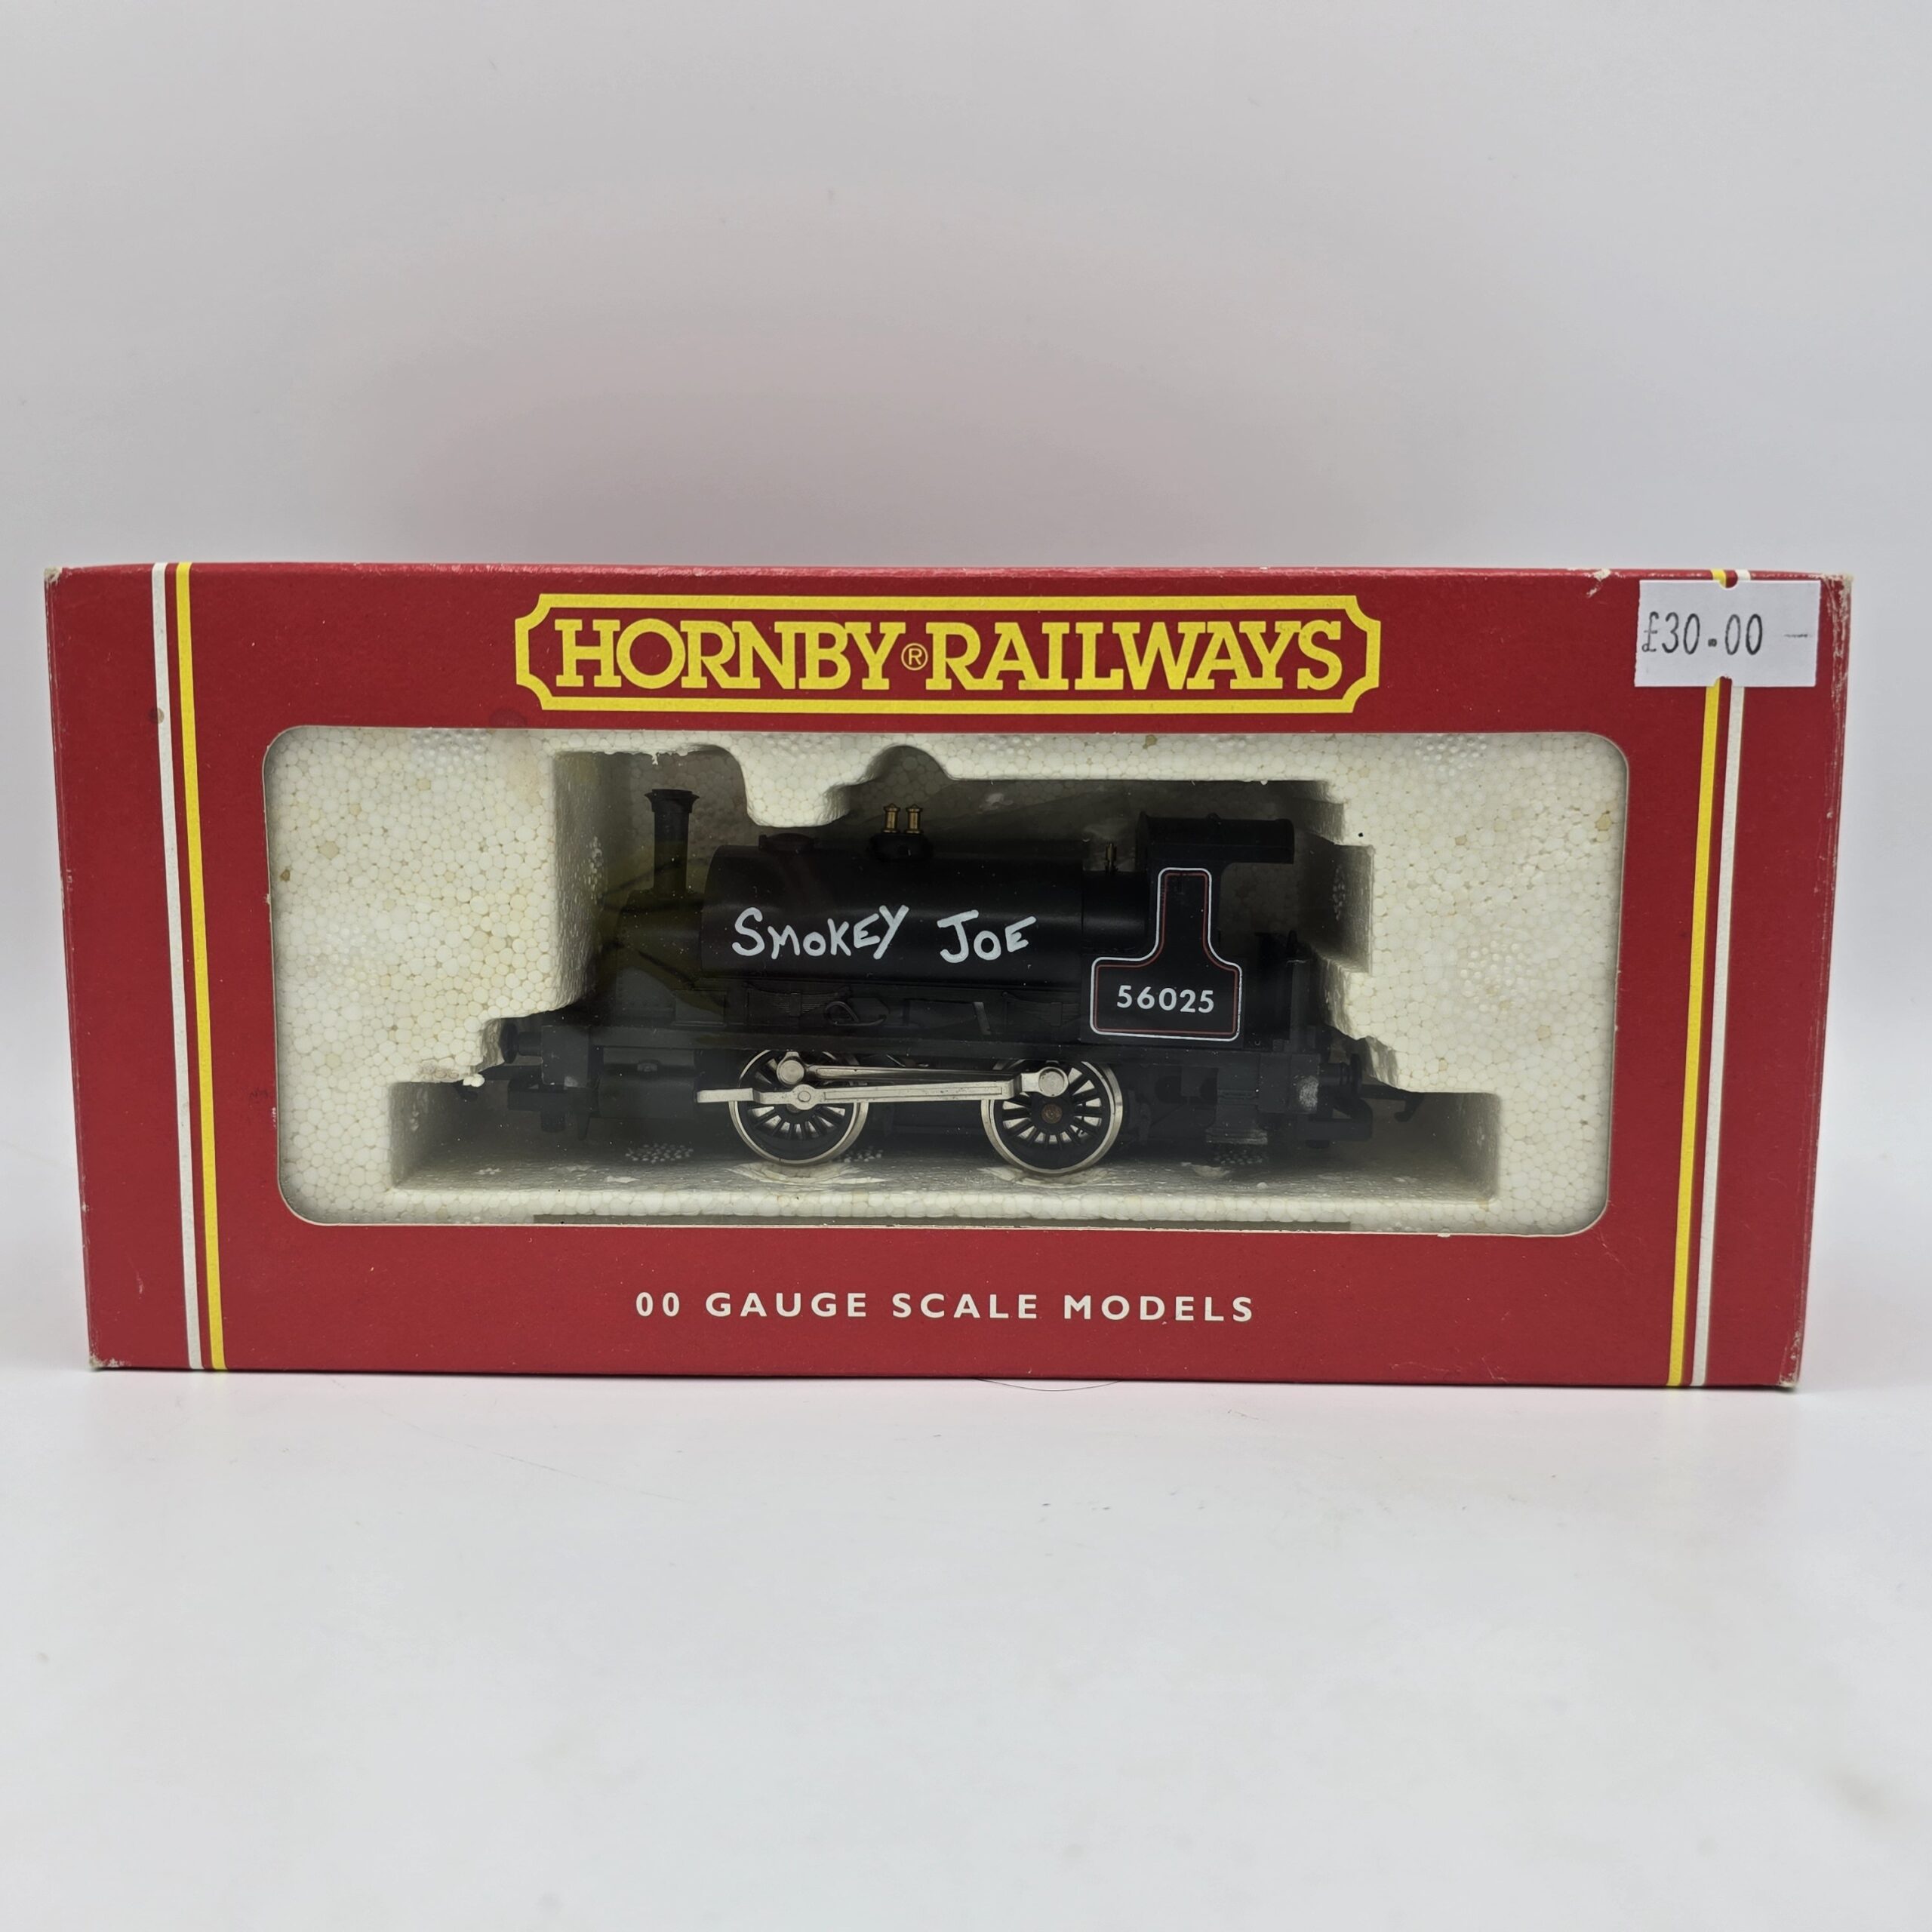 HORNBY® RAILWAYS
£30.00 —
SMOKEY JOE
56025
00 GAUGE SCALE MODELS